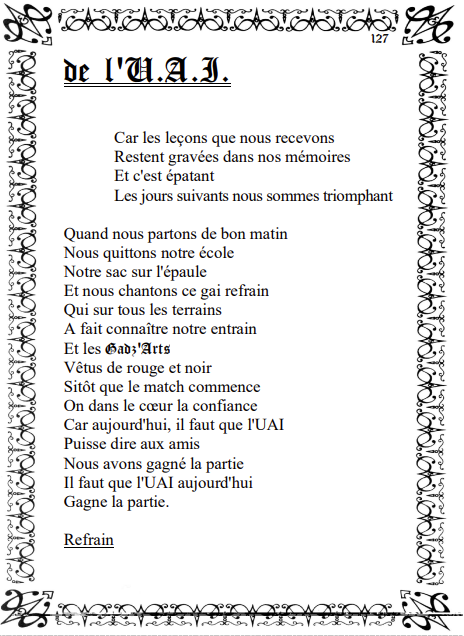 127
de l'U.A.I.
Car les leçons que nous recevons
Restent gravées dans nos mémoires
Et c'est épatant
Les jours suivants nous sommes triomphant
Quand nous partons de bon matin
Nous quittons notre école
Notre sac sur l'épaule
Et nous chantons ce gai refrain
Qui sur tous les terrains
A fait connaître notre entrain
Et les Gadz'Arts
Vêtus de rouge et noir
Sitôt que le match commence
On dans le cœur la confiance
Car aujourd'hui, il faut que l'UAI
Puisse dire aux amis
Nous avons gagné la partie
Il faut que l'UAI aujourd'hui
Gagne la partie.
Refrain